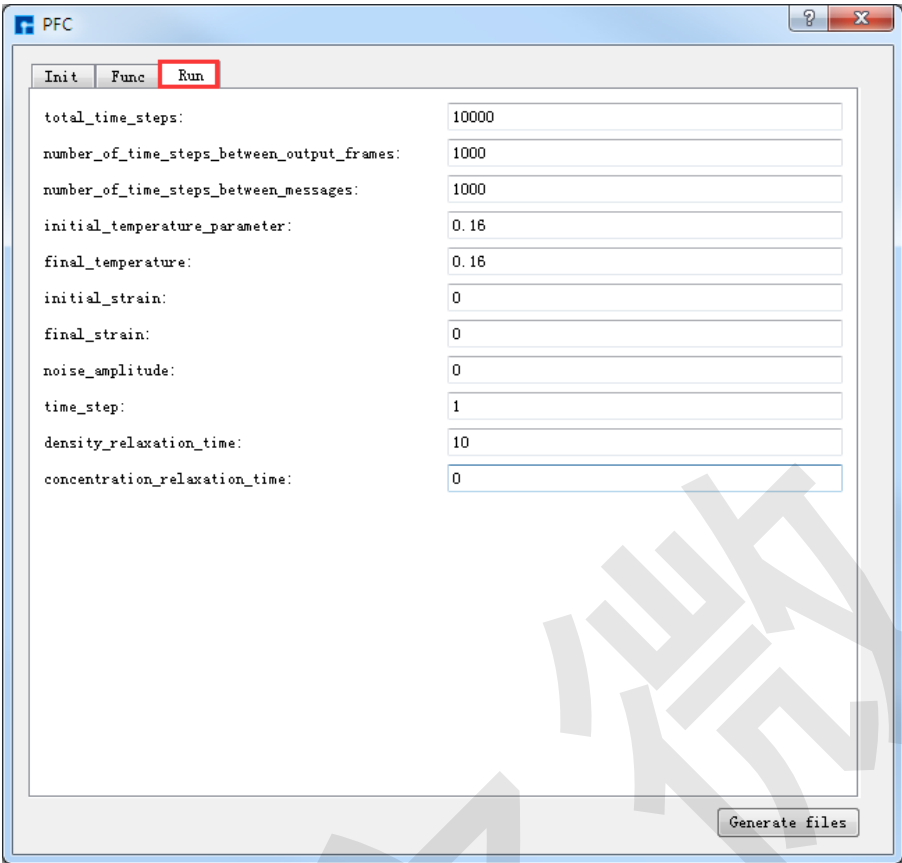 PFC
Init Func Run
total_time_steps: 10000
number_of_time_steps_between_output_frames: 1000
number_of_time_steps_between_messages: 1000
initial_temperature_parameter: 0.16
final_temperature: 0.16
initial_strain: 0
final_strain: 0
noise_amplitude: 0
time_step: 1
density_relaxation_time: 10
concentration_relaxation_time: 0
微
Generate files